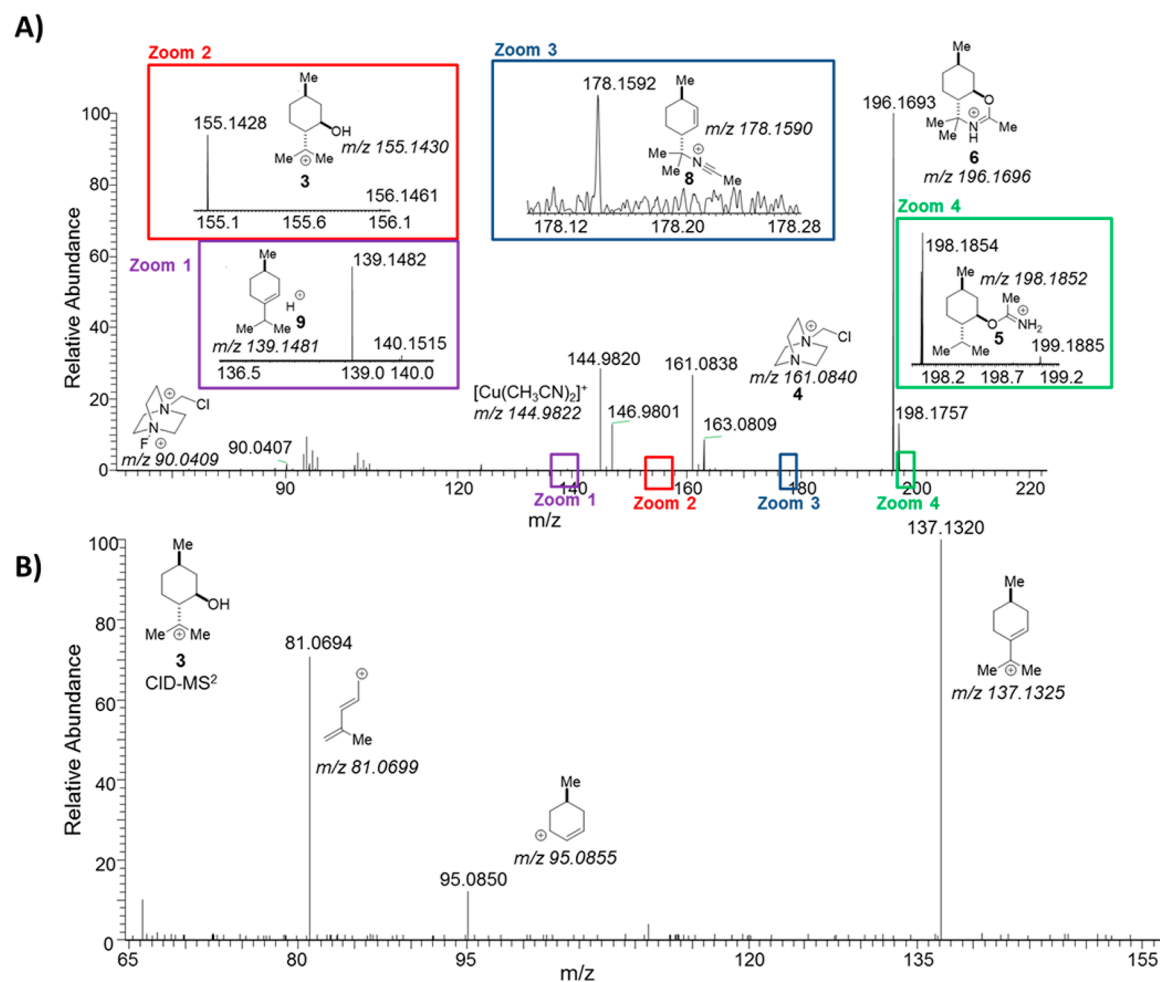 A)
Zoom 2
Me
155.1428
OH
m/z 155.1430
Me
Me
3
156.1461
155.1 155.6 156.1
Zoom 3
178.1592
Me
m/z 178.1590
Me
N
Me
8
Me
178.12 178.20 178.28
Me
O
196.1693
Me
Me
N
H
Me
6
m/z 196.1696
Zoom 4
198.1854
Me
m/z 198.1852
Me
O
NH2
Me
Me
5
199.1885
198.2 198.7 199.2
Zoom 1
Me
139.1482
H
9
Me
Me
m/z 139.1481
140.1515
136.5 139.0 140.0
Relative Abundance
100
80
60
40
20
0
N
Cl
N
F
m/z 90.0409
90.0407
[Cu(CH3CN)2]+
m/z 144.9822
144.9820
146.9801
161.0838
163.0809
N
Cl
N
m/z 161.0840
4
198.1757
90 120 140 160 180 200 220
Zoom 1 Zoom 2 Zoom 3 Zoom 4
m/z
B)
Relative Abundance
100
80
60
40
20
0
Me
OH
Me
Me
3
CID-MS2
81.0694
Me
m/z 81.0699
Me
m/z 95.0855
95.0850
137.1320
Me
Me
Me
m/z 137.1325
65 80 95 120 135 155
m/z